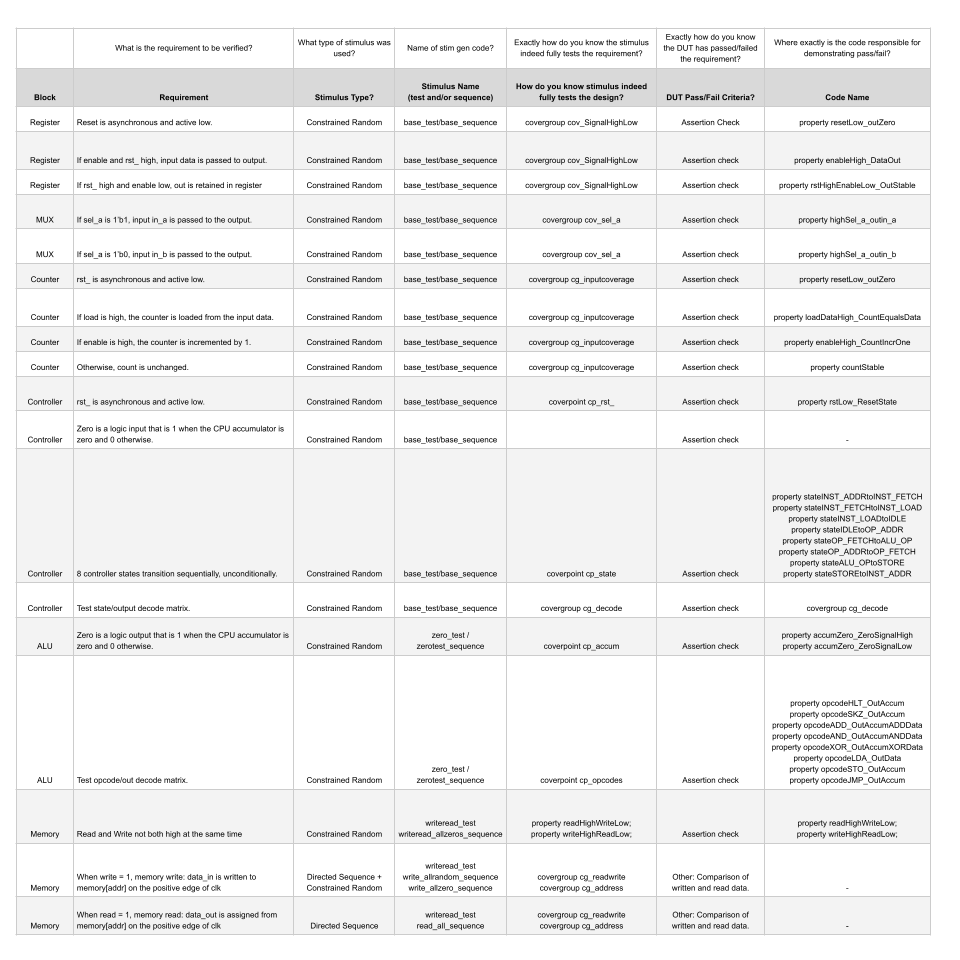 What is the requirement to be verified?
What type of stimulus was
used?
Name of stim gen code?
Exactly how do you know the stimulus
indeed fully tests the requirement?
Exactly how do you know
the DUT has passed/failed
the requirement?
Where exactly is the code responsible for
demonstrating pass/fail?
Block
Requirement
Stimulus Type?
Stimulus Name
(test and/or sequence)
How do you know stimulus indeed
fully tests the design?
DUT Pass/Fail Criteria?
Code Name
Register
Reset is asynchronous and active low.
Constrained Random
base_test/base_sequence
covergroup cov_SignalHighLow
Assertion Check
property resetLow_outZero
Register
If enable and rst_ high, input data is passed to output.
Constrained Random
base_test/base_sequence
covergroup cov_SignalHighLow
Assertion check
property enableHigh_DataOut
Register
If rst_ high and enable low, out is retained in register
Constrained Random
base_test/base_sequence
covergroup cov_SignalHighLow
Assertion check
property rstHighEnableLow_OutStable
MUX
If sel_a is 1'b1, input in_a is passed to the output.
Constrained Random
base_test/base_sequence
covergroup cov_sel_a
Assertion check
property highSel_a_outin_a
MUX
If sel_a is 1'b0, input in_b is passed to the output.
Constrained Random
base_test/base_sequence
covergroup cov_sel_a
Assertion check
property highSel_a_outin_b
Counter
rst_ is asynchronous and active low.
Constrained Random
base_test/base_sequence
covergroup cg_inputcoverage
Assertion check
property resetLow_outZero
Counter
If load is high, the counter is loaded from the input data.
Constrained Random
base_test/base_sequence
covergroup cg_inputcoverage
Assertion check
property loadDataHigh_CountEqualsData
Counter
If enable is high, the counter is incremented by 1.
Constrained Random
base_test/base_sequence
covergroup cg_inputcoverage
Assertion check
property enableHigh_CountIncrOne
Counter
Otherwise, count is unchanged.
Constrained Random
base_test/base_sequence
covergroup cg_inputcoverage
Assertion check
property countStable
Controller
rst_ is asynchronous and active low.
Constrained Random
base_test/base_sequence
coverpoint cp_rst_
Assertion check
property rstLow_ResetState
Controller
Zero is a logic input that is 1 when the CPU accumulator is
zero and 0 otherwise.
Constrained Random
base_test/base_sequence
Assertion check
-
Controller
8 controller states transition sequentially, unconditionally.
Constrained Random
base_test/base_sequence
coverpoint cp_state
Assertion check
property stateINST_ADDRtoINST_FETCH
property stateINST_FETCHtoINST_LOAD
property stateINST_LOADtoIDLE
property stateIDLEtoOP_ADDR
property stateOP_FETCHtoALU_OP
property stateOP_ADDRtoOP_FETCH
property stateALU_OPtoSTORE
property stateSTOREtoINST_ADDR
Controller
Test state/output decode matrix.
Constrained Random
base_test/base_sequence
covergroup cg_decode
Assertion check
covergroup cg_decode
ALU
Zero is a logic output that is 1 when the CPU accumulator is
zero and 0 otherwise.
Constrained Random
zero_test /
zerotest_sequence
coverpoint cp_accum
Assertion check
property accumZero_ZeroSignalHigh
property accumZero_ZeroSignalLow
ALU
Test opcode/out decode matrix.
Constrained Random
zero_test /
zerotest_sequence
coverpoint cp_opcodes
Assertion check
property opcodeHLT_OutAccum
property opcodeSKZ_OutAccum
property opcodeADD_OutAccumADDData
property opcodeAND_OutAccumANDData
property opcodeXOR_OutAccumXORData
property opcodeLDA_OutData
property opcodeSTO_OutAccum
property opcodeJMP_OutAccum
Memory
Read and Write not both high at the same time
Constrained Random
writeread_test
writeread_allzeros_sequence
property readHighWriteLow;
property writeHighReadLow;
Assertion check
property readHighWriteLow;
property writeHighReadLow;
Memory
When write = 1, memory write: data_in is written to
memory[addr] on the positive edge of clk
Directed Sequence +
Constrained Random
writeread_test
write_allrandom_sequence
write_allzero_sequence
covergroup cg_readwrite
covergroup cg_address
Other: Comparison of
written and read data.
-
Memory
When read = 1, memory read: data_out is assigned from
memory[addr] on the positive edge of clk
Directed Sequence
writeread_test
read_all_sequence
covergroup cg_readwrite
covergroup cg_address
Other: Comparison of
written and read data.
-